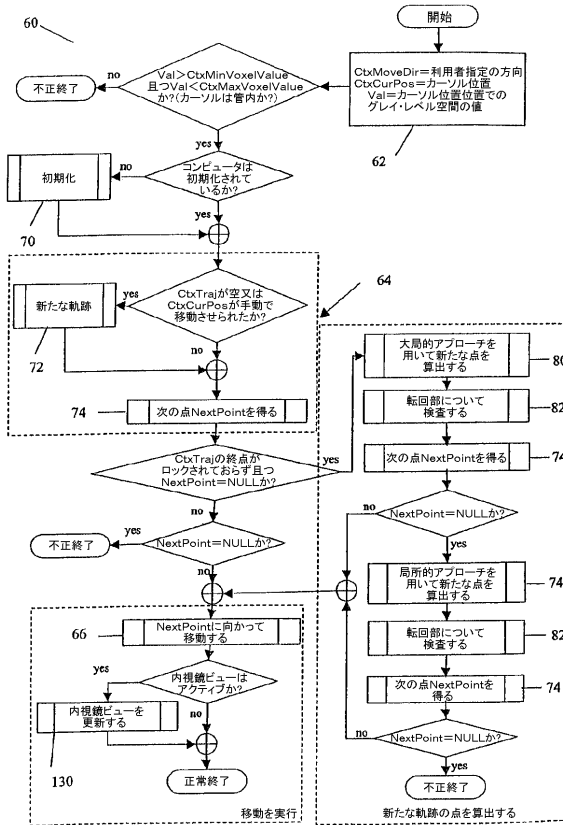 60
開始
CtxMoveDir=利用者指定の方向
CtxCurPos=カーソル位置
Val=カーソル位置位置での
グレイ・レベル空間の値
62
Val>CtxMinVoxelValue
且つVal<CtxMaxVoxelValue
か?(カーソルは管内か?)
no
不正終了
yes
コンピュータは
初期化されて
いるか?
no
初期化
70
yes
64
CtxTrajが空又は
CtxCurPosが手動で
移動させられたか?
yes
新たな軌跡
72
no
74
次の点NextPointを得る
CtxTrajの終点が
ロックされておらず且つ
NextPoint=NULLか?
yes
no
NextPoint=NULLか?
yes
不正終了
no
66
NextPointに向かって
移動する
内視鏡ビューは
アクティブか?
yes
内視鏡ビューを
更新する
130
no
正常終了
移動を実行
大局的アプローチを
用いて新たな点を
算出する
80
転回部について
検査する
82
次の点NextPointを得る
74
NextPoint=NULLか?
no
yes
局所的アプローチを
用いて新たな点を
算出する
74
転回部について
検査する
82
次の点NextPointを
得る
74
NextPoint=NULLか?
no
yes
不正終了
新たな軌跡の点を算出する